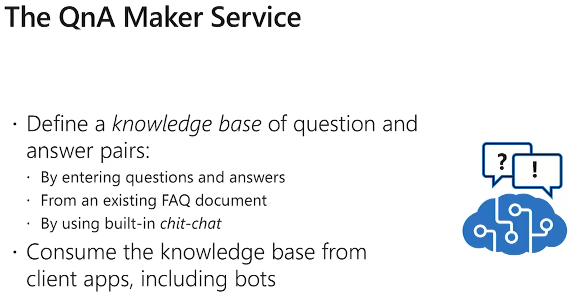 The QnA Maker Service
· Define a knowledge base of question and
answer pairs:
· By entering questions and answers
· From an existing FAQ document
· By using built-in chit-chat
· Consume the knowledge base from
client apps, including bots
? !